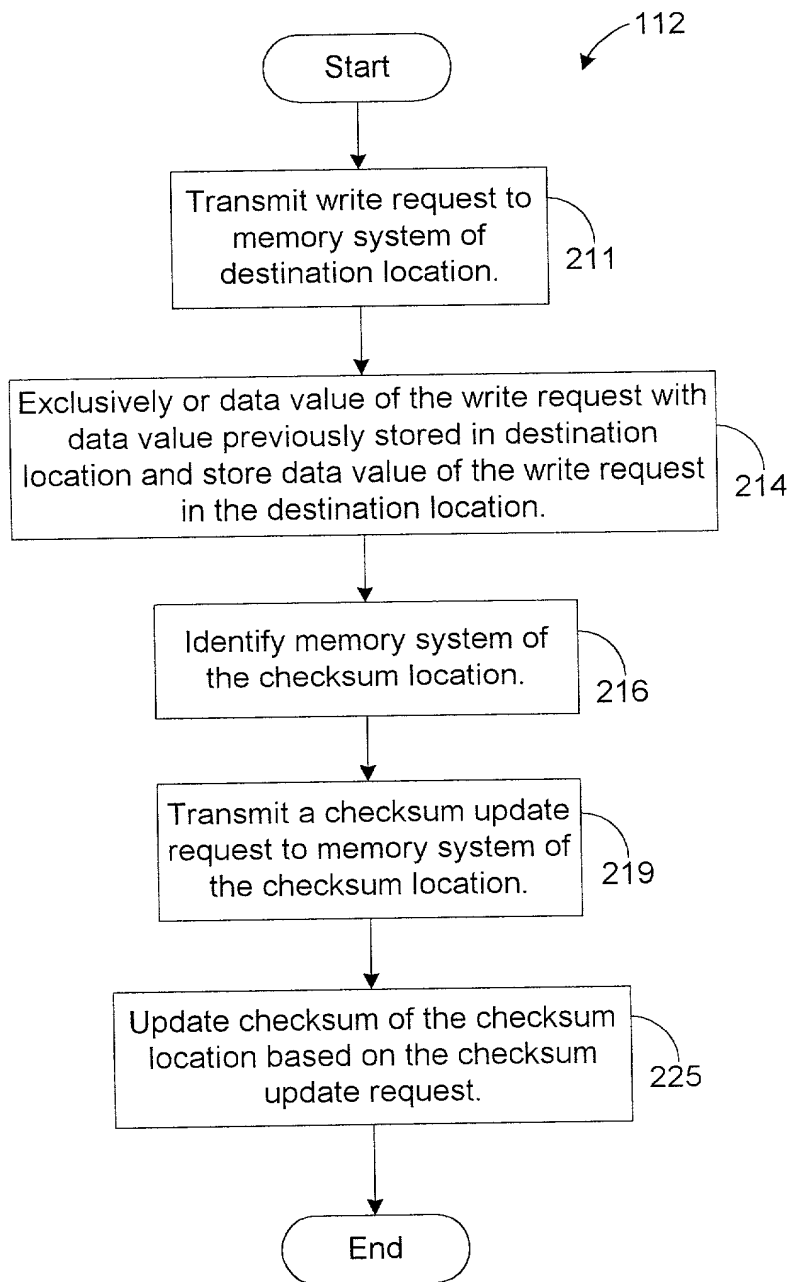 112
Start
Transmit write request to
memory system of
destination location.
211
Exclusively or data value of the write request with
data value previously stored in destination
location and store data value of the write request
in the destination location.
214
Identify memory system of
the checksum location.
216
Transmit a checksum update
request to memory system of
the checksum location.
219
Update checksum of the checksum
location based on the checksum
update request.
225
End